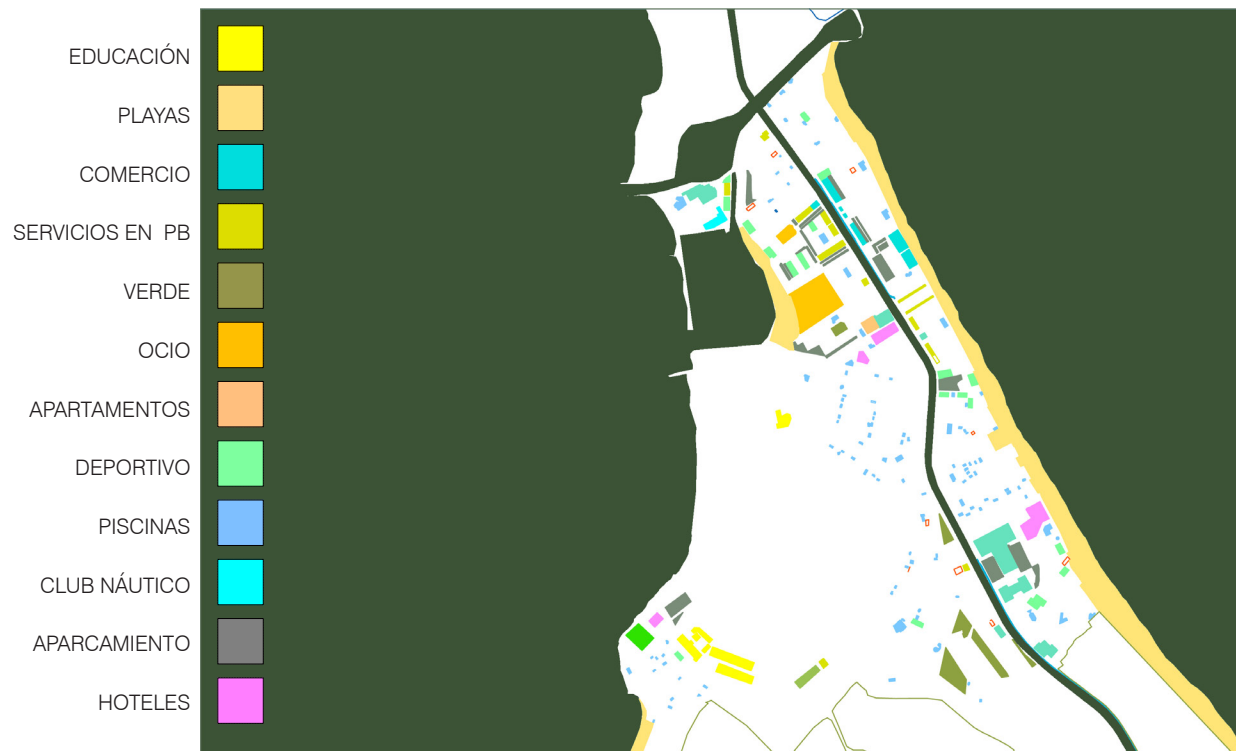 EDUCACIÓN
PLAYAS
COMERCIO
SERVICIOS EN PB
VERDE
OCIO
APARTAMENTOS
DEPORTIVO
PISCINAS
CLUB NÁUTICO
APARCAMIENTO
HOTELES